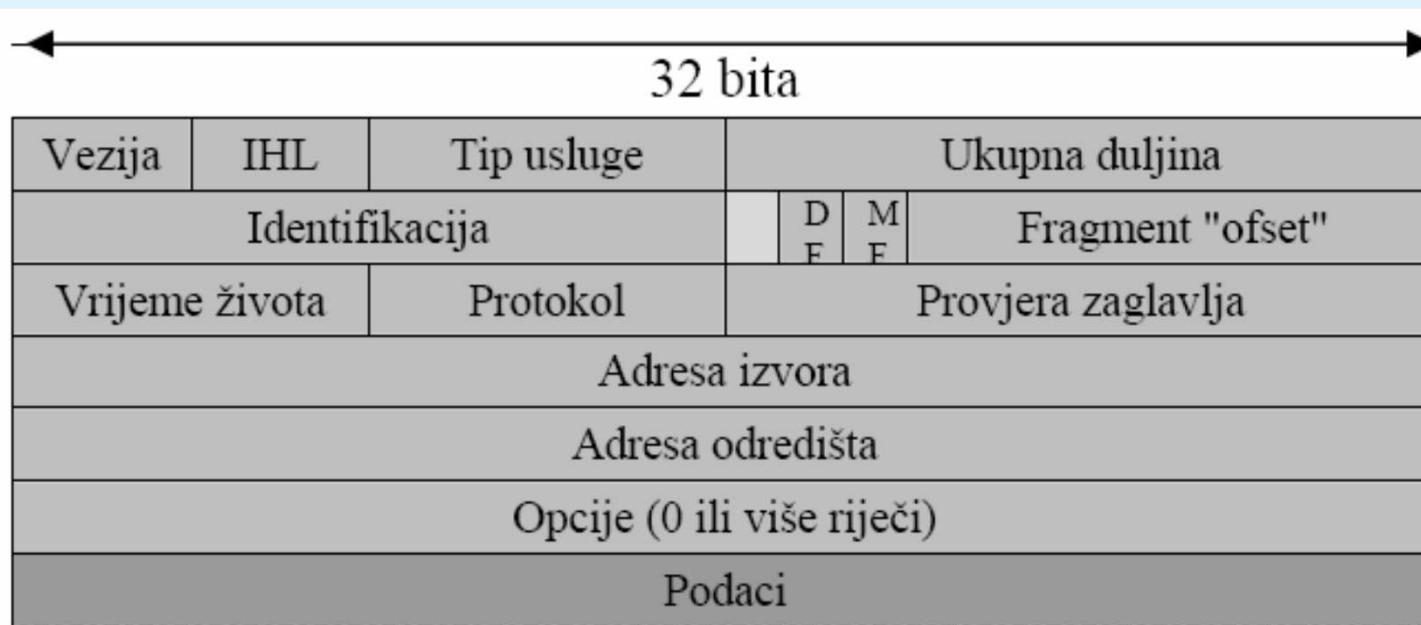 32 bita
Vezija IHL Tip usluge Ukupna duljina
Identifikacija D M Fragment "ofset"
F F
Vrijeme života Protokol Provjera zaglavlja
Adresa izvora
Adresa odredišta
Opcije (0 ili više riječi)
Podaci